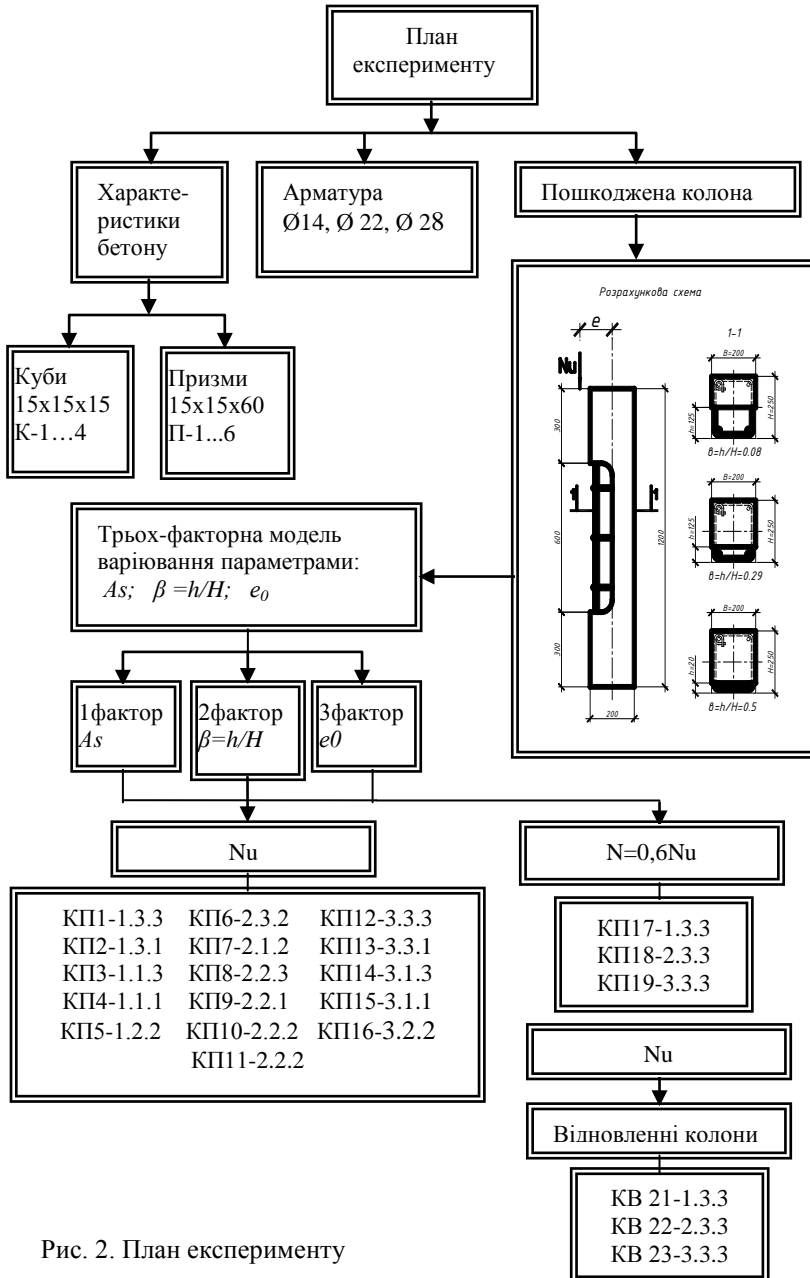 План
експерименту
Характе-
ристики
бетону
Арматура
Ø14, Ø 22, Ø 28
Пошкоджена колона
Куби
15х15х15
К-1…4
Призми
15х15х60
П-1...6
Розрахункова схема
e
Nu
300
600
300
1200
200
1
1
1-1
B=200
h=125
H=250
в=h/H=0.08
B=200
h=125
H=250
в=h/H=0.29
B=200
h=20
H=250
в=h/H=0.5
Трьох-факторна модель
варіювання параметрами:
As; β =h/H; e0
1фактор
As
2фактор
β=h/H
3фактор
e0
Nu
N=0,6Nu
КП1-1.3.3 КП6-2.3.2 КП12-3.3.3
КП2-1.3.1 КП7-2.1.2 КП13-3.3.1
КП3-1.1.3 КП8-2.2.3 КП14-3.1.3
КП4-1.1.1 КП9-2.2.1 КП15-3.1.1
КП5-1.2.2 КП10-2.2.2 КП16-3.2.2
КП11-2.2.2
КП17-1.3.3
КП18-2.3.3
КП19-3.3.3
Nu
Відновленні колони
КВ 21-1.3.3
КВ 22-2.3.3
КВ 23-3.3.3
Рис. 2. План експерименту